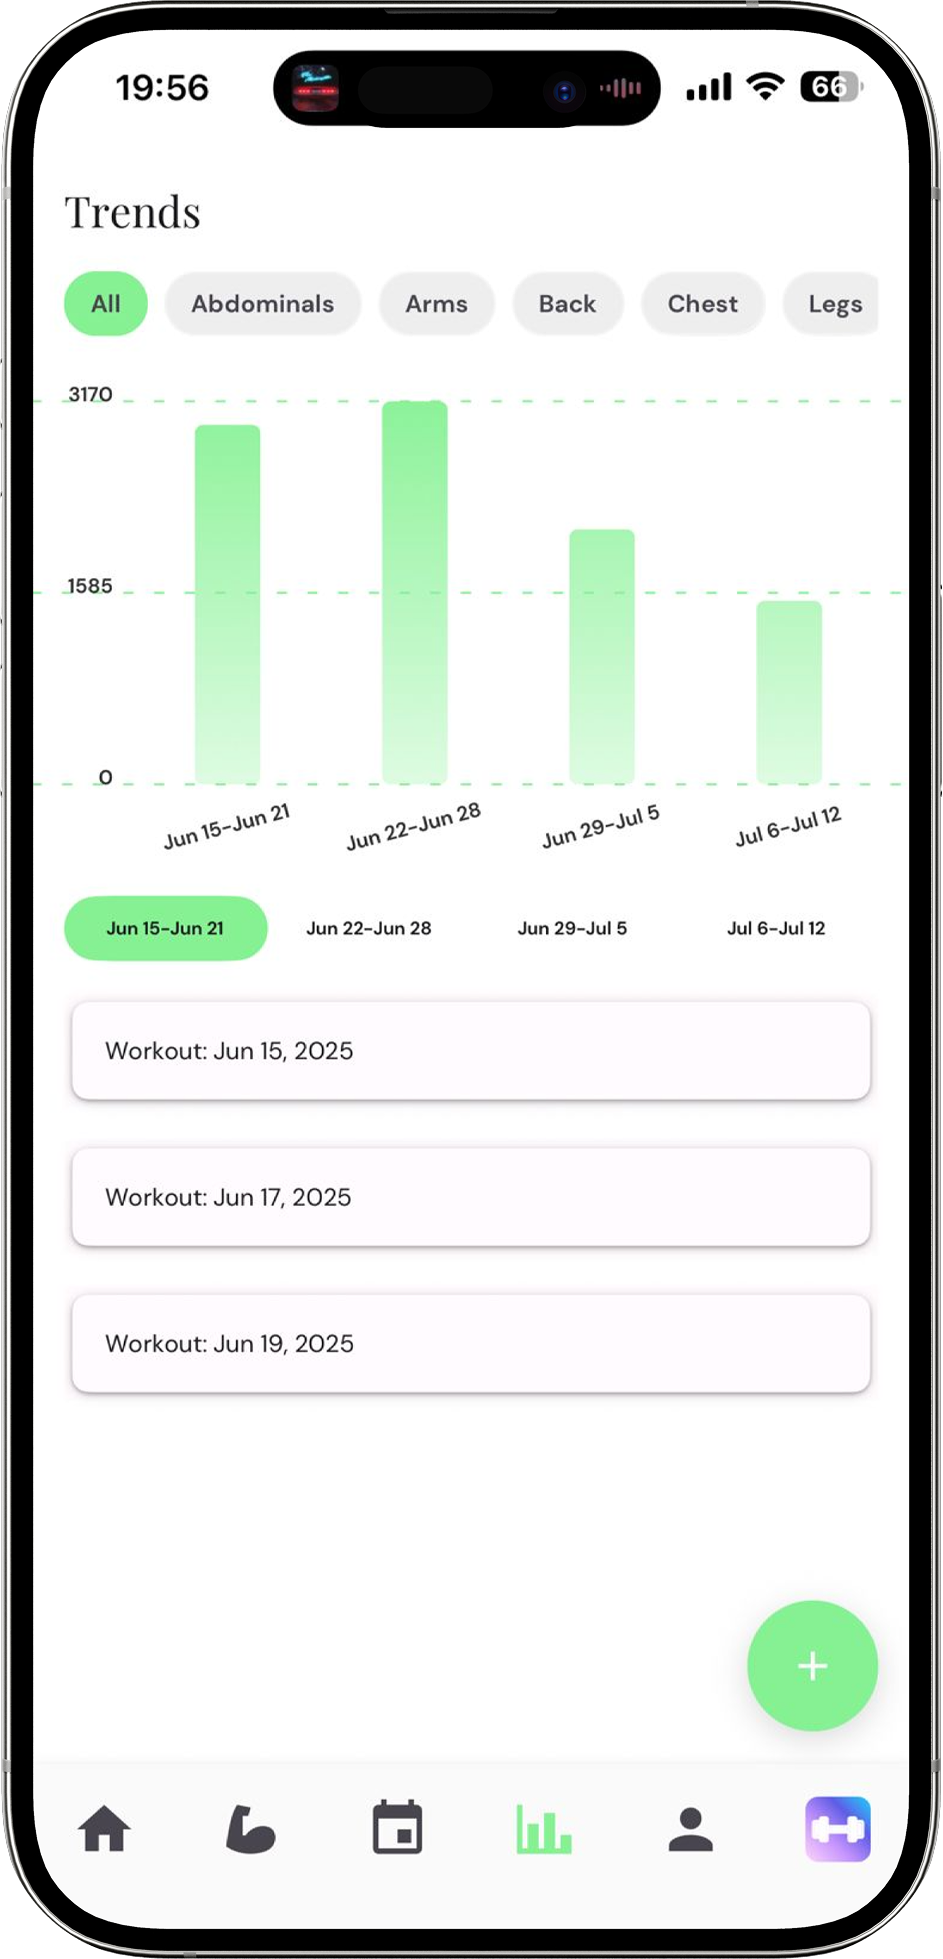 19:56
66
Trends
All Abdominals Arms Back Chest Legs
3170
1585
0
Jun 15-Jun 21 Jun 22-Jun 28 Jun 29-Jul 5 Jul 6-Jul 12
Jun 15-Jun 21 Jun 22-Jun 28 Jun 29-Jul 5 Jul 6-Jul 12
Workout: Jun 15, 2025
Workout: Jun 17, 2025
Workout: Jun 19, 2025
+